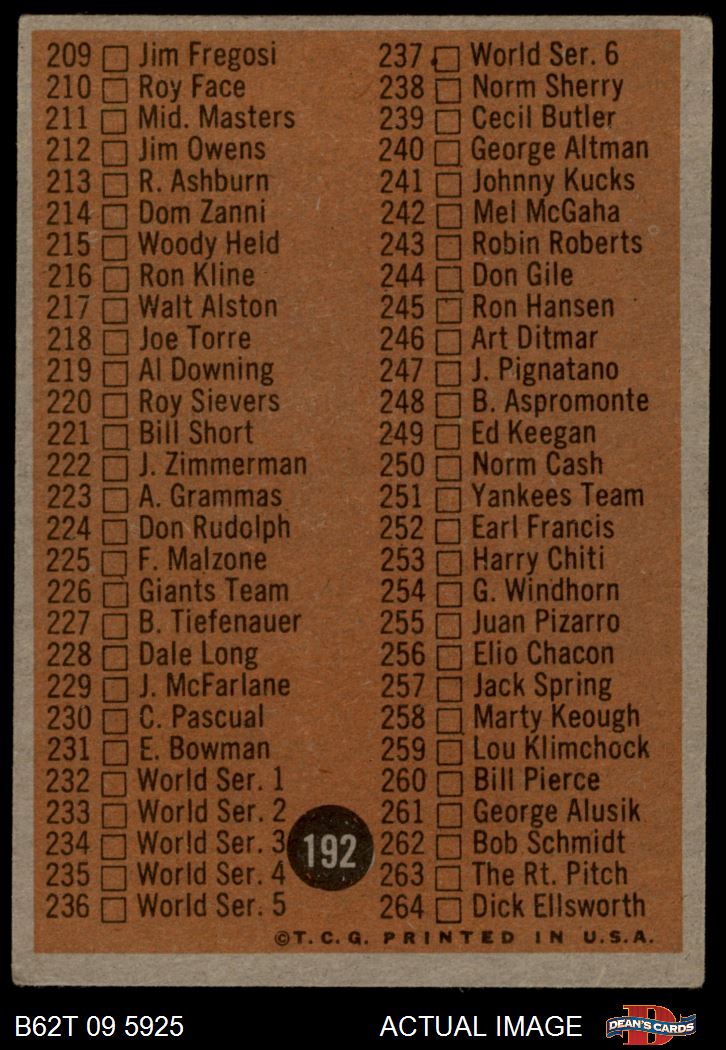 209 Jim Fregosi
210 Roy Face
211 Mid. Masters
212 Jim Owens
213 R. Ashburn
214 Dom Zanni
215 Woody Held
216 Ron Kline
217 Walt Alston
218 Joe Torre
219 Al Downing
220 Roy Sievers
221 Bill Short
222 J. Zimmerman
223 A. Grammas
224 Don Rudolph
225 F. Malzone
226 Giants Team
227 B. Tiefenauer
228 Dale Long
229 J. McFarlane
230 C. Pascual
231 E. Bowman
232 World Ser. 1
233 World Ser. 2
234 World Ser. 3
235 World Ser. 4
236 World Ser. 5
237 World Ser. 6
238 Norm Sherry
239 Cecil Butler
240 George Altman
241 Johnny Kucks
242 Mel McGaha
243 Robin Roberts
244 Don Gile
245 Ron Hansen
246 Art Ditmar
247 J. Pignatano
248 B. Aspromonte
249 Ed Keegan
250 Norm Cash
251 Yankees Team
252 Earl Francis
253 Harry Chiti
254 G. Windhorn
255 Juan Pizarro
256 Elio Chacon
257 Jack Spring
258 Marty Keough
259 Lou Klimchock
260 Bill Pierce
261 George Alusik
262 Bob Schmidt
263 The Rt. Pitch
264 Dick Ellsworth
192
©T.C.G. PRINTED IN U.S.A.
B62T 09 5925
ACTUAL IMAGE
D
DEAN'S CARDS